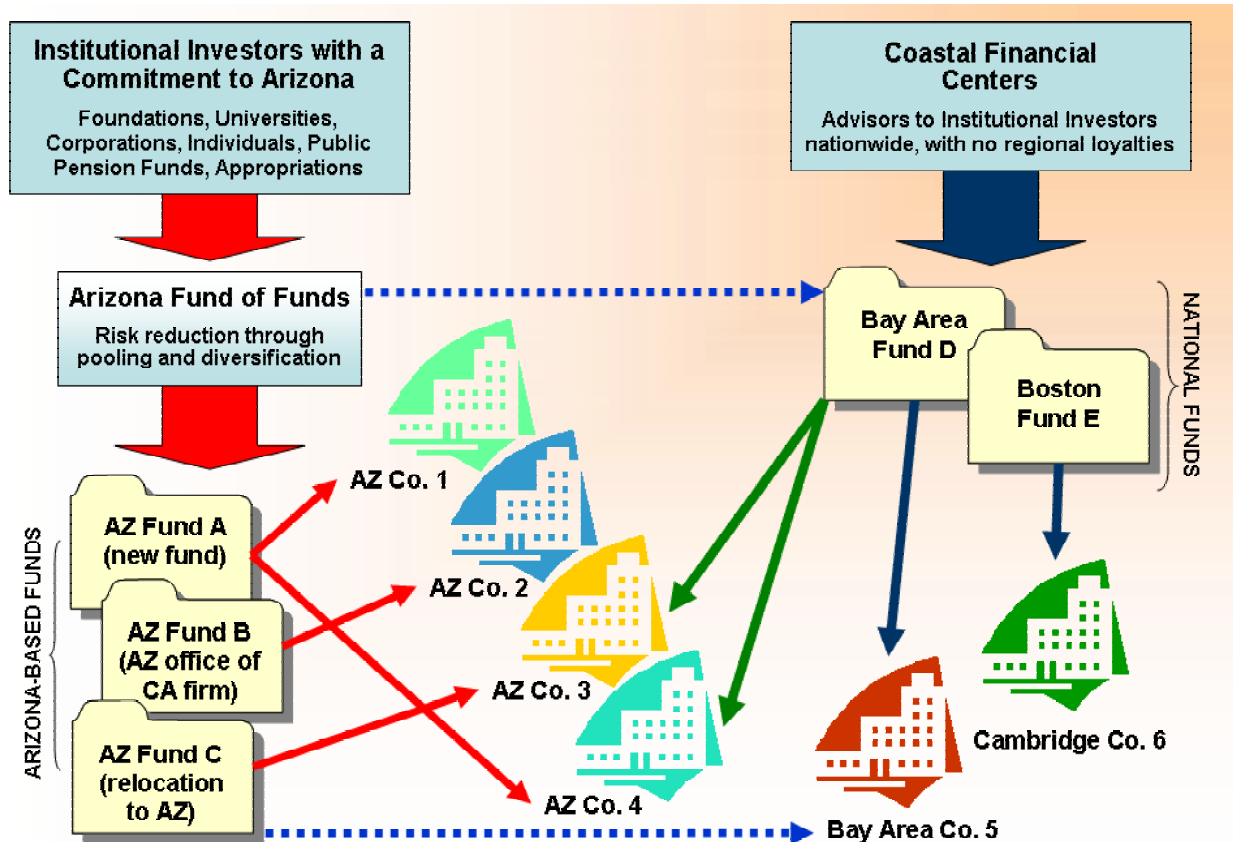 Institutional Investors with a
Commitment to Arizona
Foundations, Universities,
Corporations, Individuals, Public
Pension Funds, Appropriations
Coastal Financial
Centers
Advisors to Institutional Investors
nationwide, with no regional loyalties
Arizona Fund of Funds
Risk reduction through
pooling and diversification
Bay Area
Fund D
Boston
Fund E
NATIONAL FUNDS
AZ Co. 1
AZ Fund A
(new fund)
AZ Co. 2
AZ Fund B
(AZ office of
CA firm)
AZ Co. 3
AZ Fund C
(relocation
to AZ)
ARIZONA-BASED FUNDS
AZ Co. 4
Cambridge Co. 6
Bay Area Co. 5